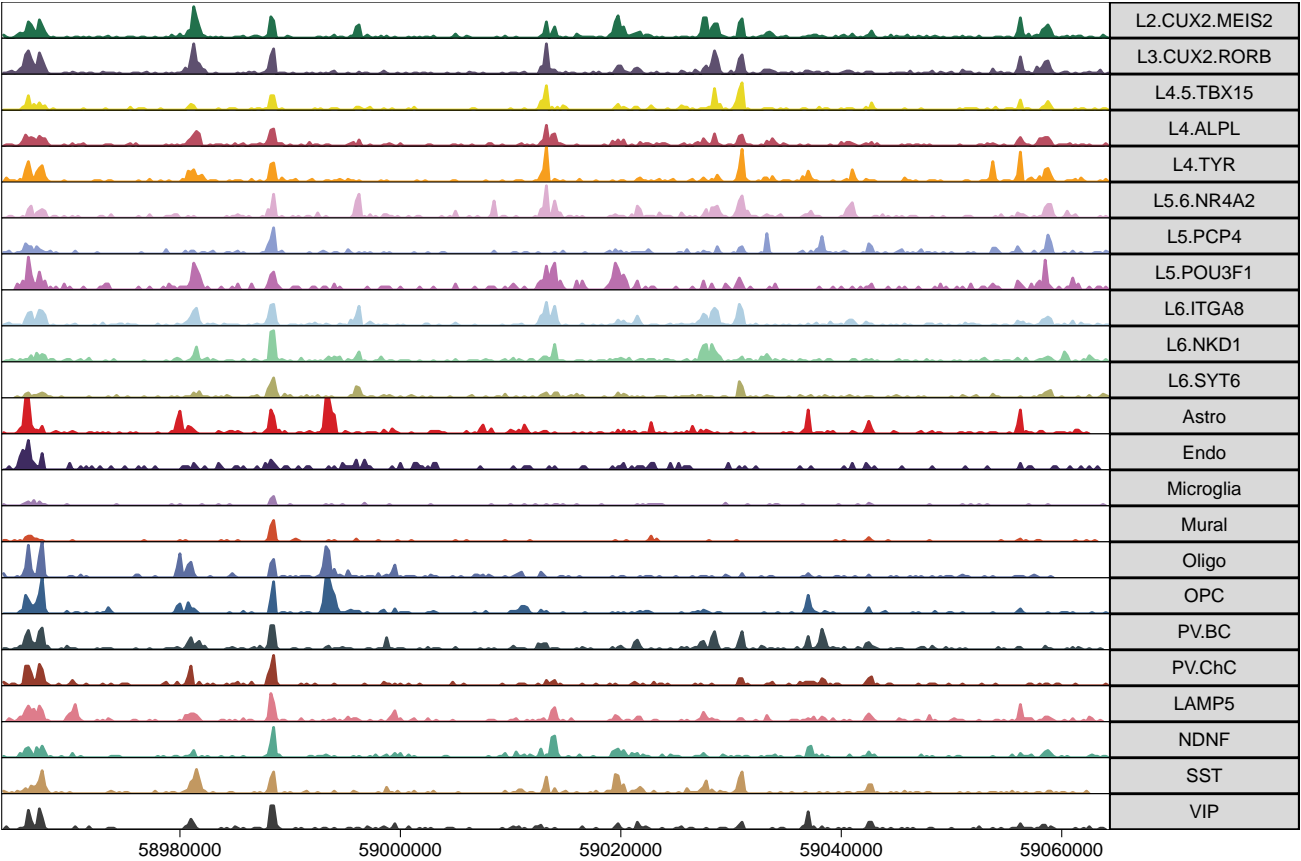 L2.CUX2.MEIS2
L3.CUX2.RORB
L4.5.TBX15
L4.ALPL
L4.TYR
L5.6.NR4A2
L5.PCP4
L5.POU3F1
L6.ITGA8
L6.NKD1
L6.SYT6
Astro
Endo
Microglia
Mural
Oligo
OPC
PV.BC
PV.ChC
LAMP5
NDNF
SST
VIP
58980000 59000000 59020000 59040000 59060000